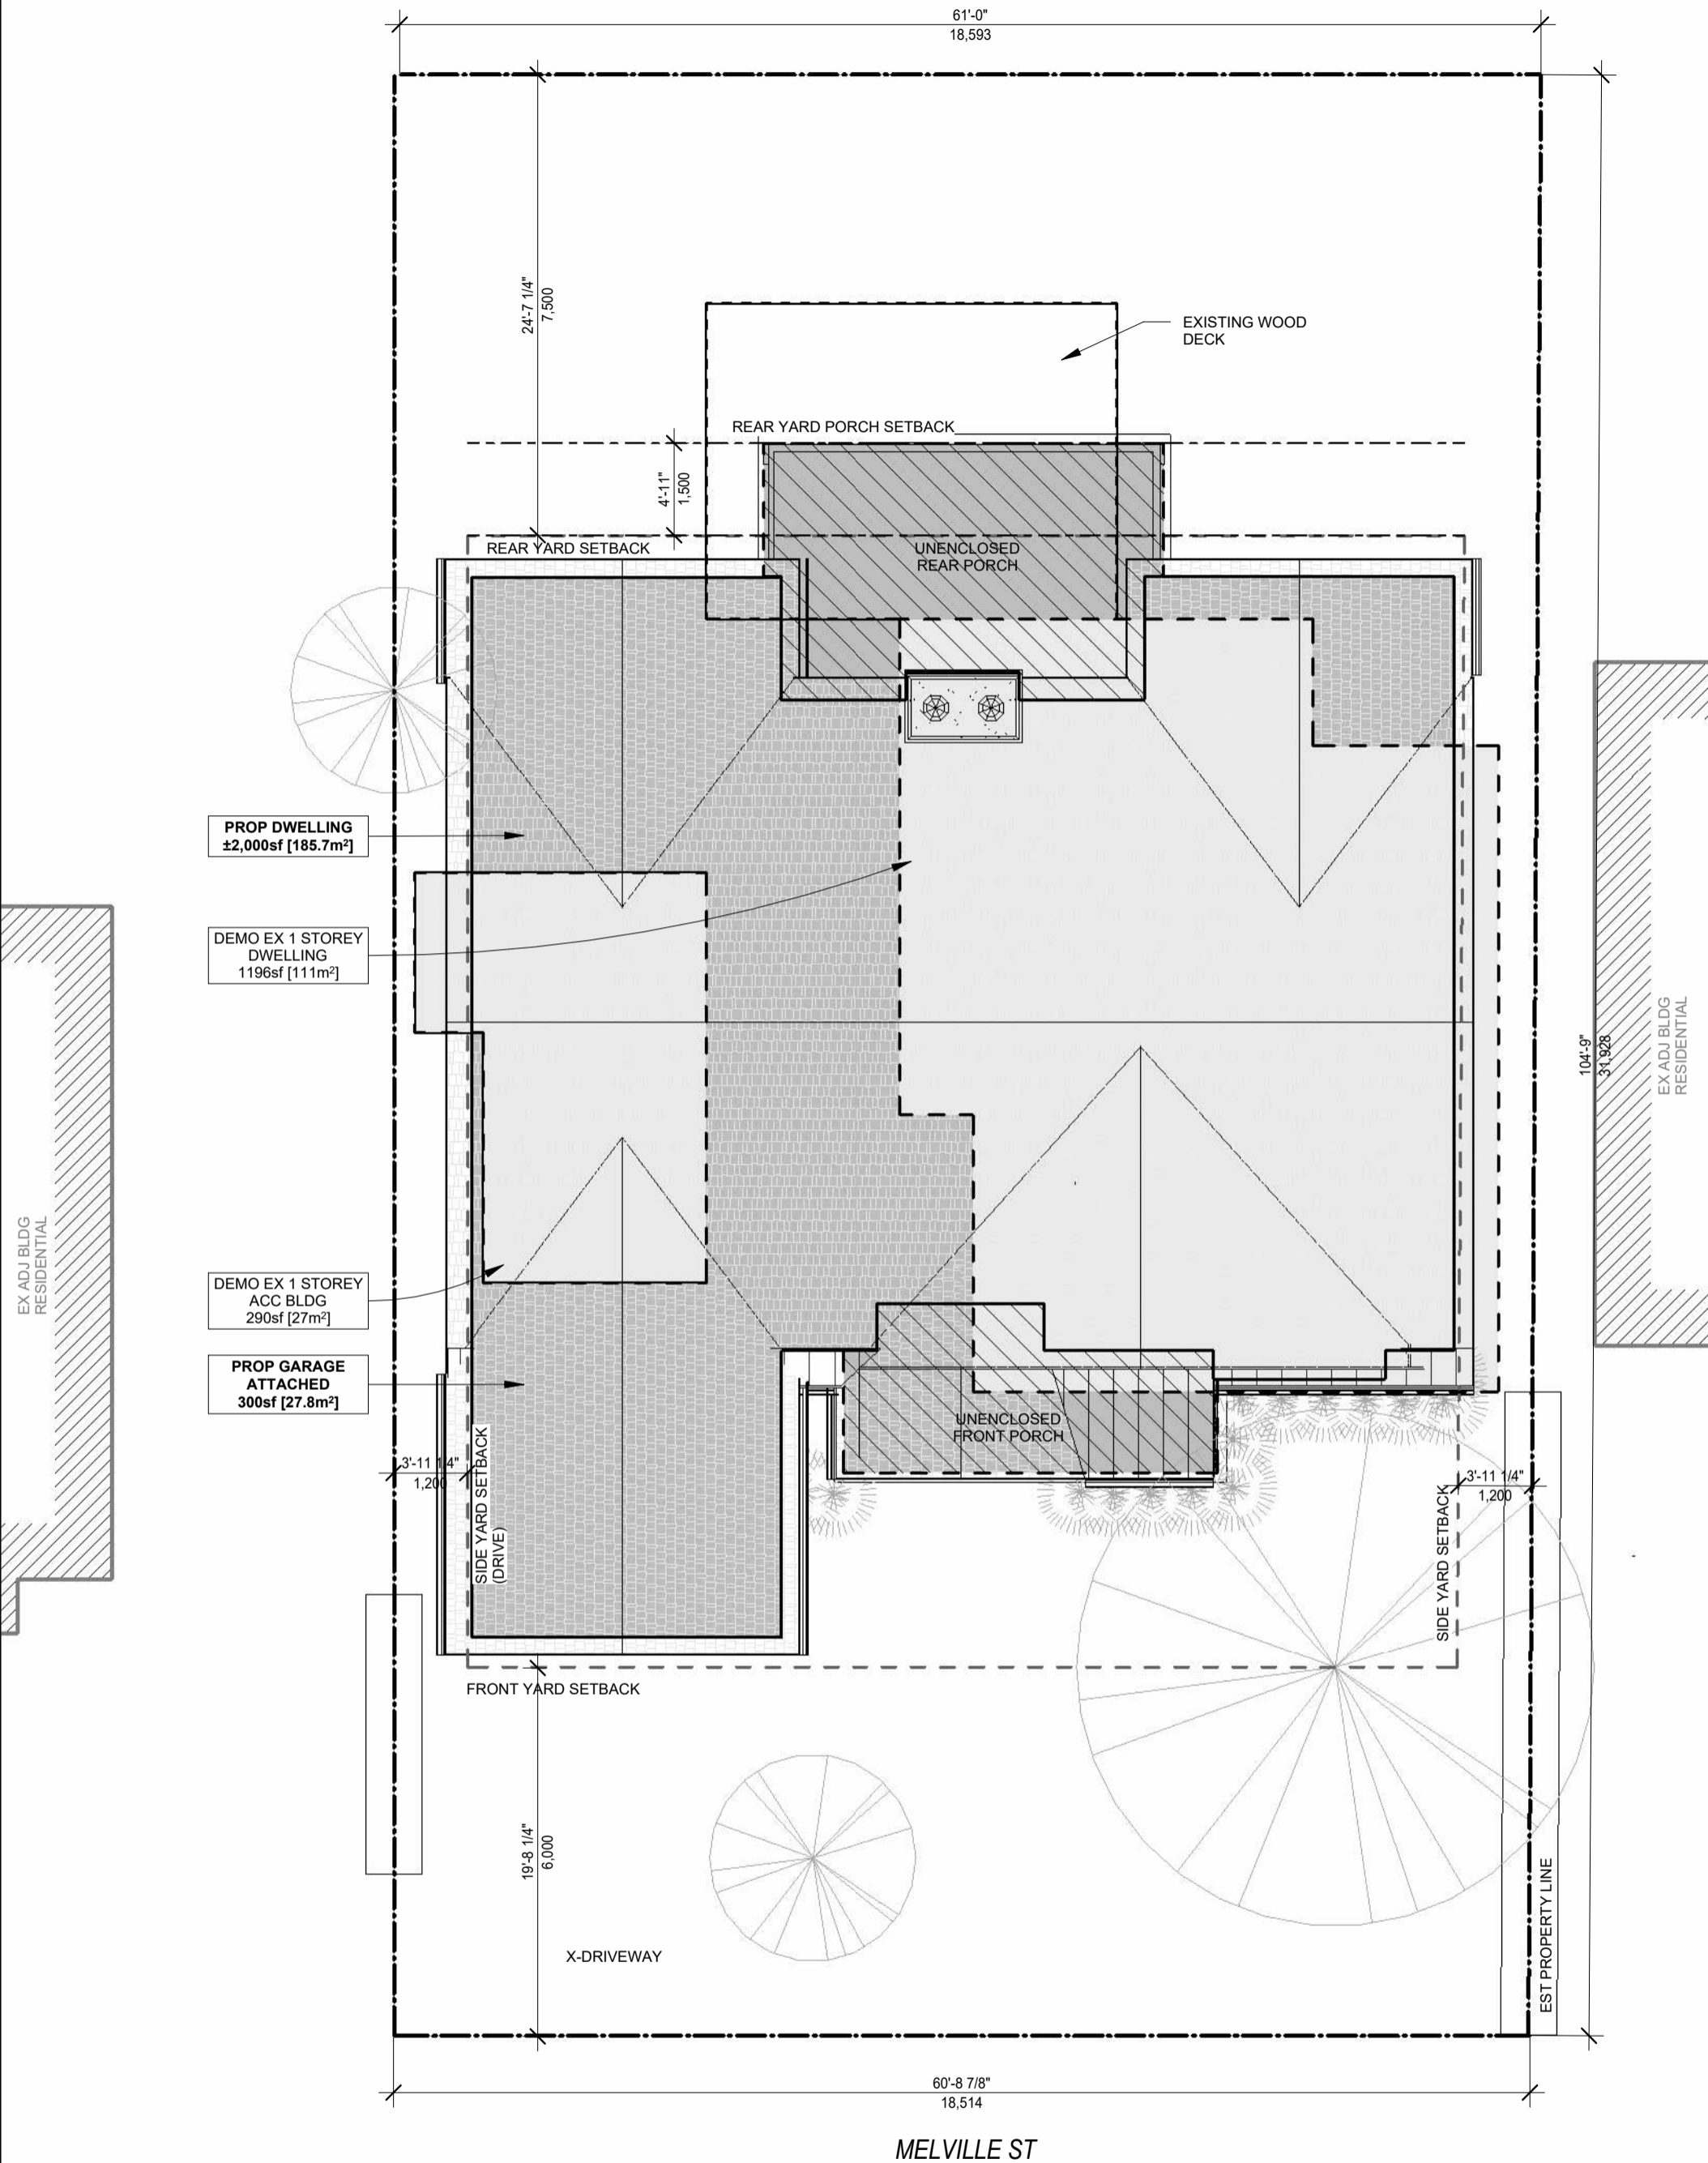 61'-0"
18,593
24'-7 1/4"
7,500
EXISTING WOOD
DECK
REAR YARD PORCH SETBACK
4'-11"
1,500
REAR YARD SETBACK
UNENCLOSED
REAR PORCH
PROP DWELLING
±2,000sf [185.7m²]
DEMO EX 1 STOREY
DWELLING
1196sf [111m²]
104'-9"
31,928
EX ADJ BLDG
RESIDENTIAL
EX ADJ BLDG
RESIDENTIAL
DEMO EX 1 STOREY
ACC BLDG
290sf [27m²]
PROP GARAGE
ATTACHED
300sf [27.8m²]
UNENCLOSED
FRONT PORCH
3'-11 1/4"
1,200
SIDE YARD SETBACK
(DRIVE)
3'-11 1/4"
1,200
SIDE YARD SETBACK
FRONT YARD SETBACK
19'-8 1/4"
6,000
X-DRIVEWAY
EST PROPERTY LINE
60'-8 7/8"
18,514
MELVILLE ST